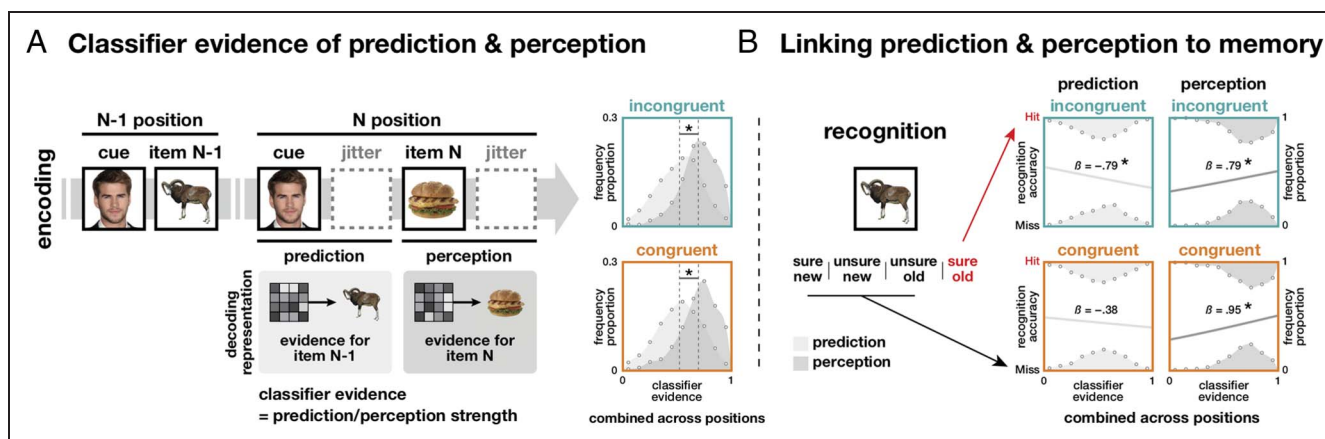 A Classifier evidence of prediction & perception
encoding
N-1 position
cue
item N-1
N position
cue
jitter
item N
jitter
prediction
perception
decoding
representation
evidence for
item N-1
evidence for
item N
classifier evidence
= prediction/perception strength
incongruent
0.3
frequency
proportion
*
0
congruent
0.3
frequency
proportion
*
0
0
1
classifier
evidence
combined across positions
B Linking prediction & perception to memory
recognition
sure
new
unsure
new
unsure
old
sure
old
prediction
perception
prediction
incongruent
Hit
recognition
accuracy
Miss
ß = -.79 *
perception
incongruent
ß = .79 *
1
frequency
proportion
0
congruent
Hit
recognition
accuracy
Miss
ß = -.38
0
1
classifier
evidence
congruent
ß = .95 *
1
frequency
proportion
0
0
1
classifier
evidence
combined across positions